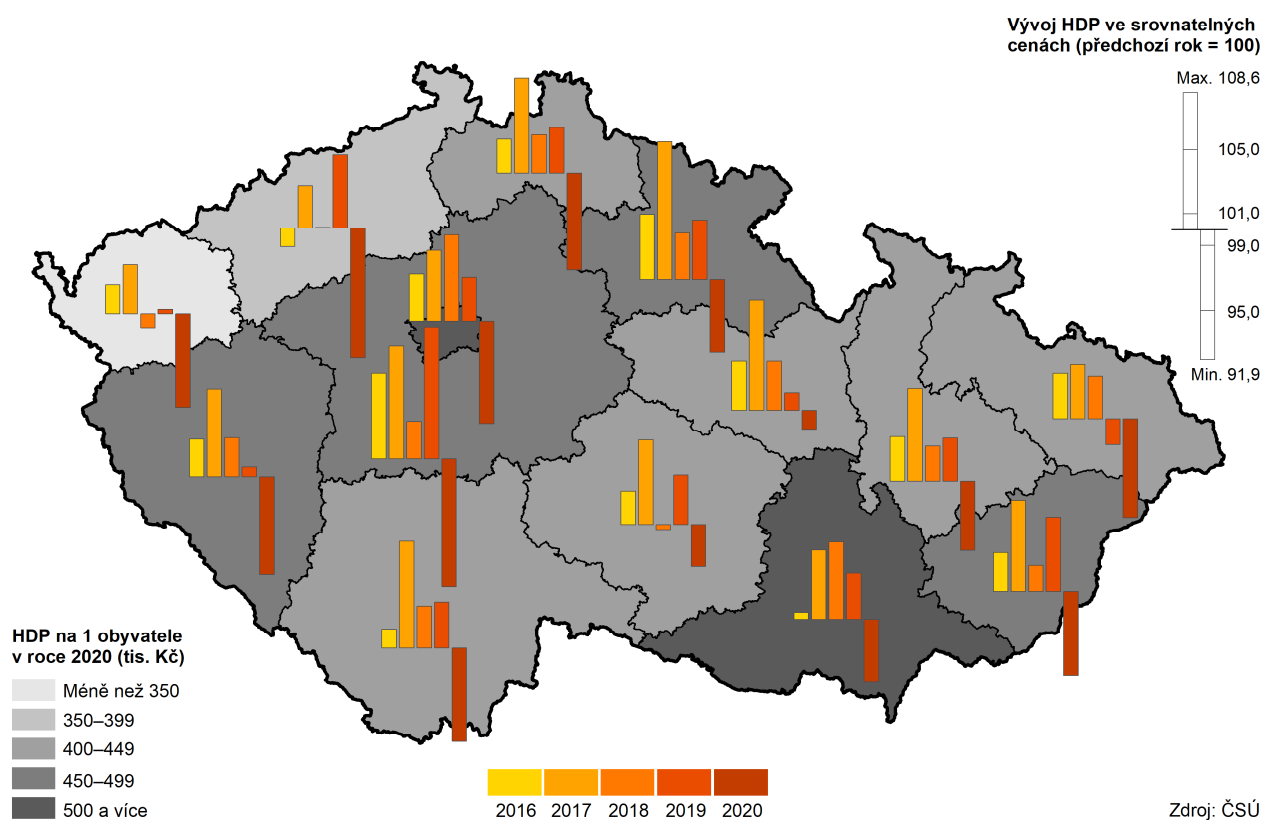 Vývoj HDP ve srovnatelných
cenách (předchozí rok = 100)
Max. 108,6
105,0
101,0
99,0
95,0
Min. 91,9
HDP na 1 obyvatele
v roce 2020 (tis. Kč)
Méně než 350
350–399
400–449
450–499
500 a více
2016 2017 2018 2019 2020
Zdroj: ČSÚ